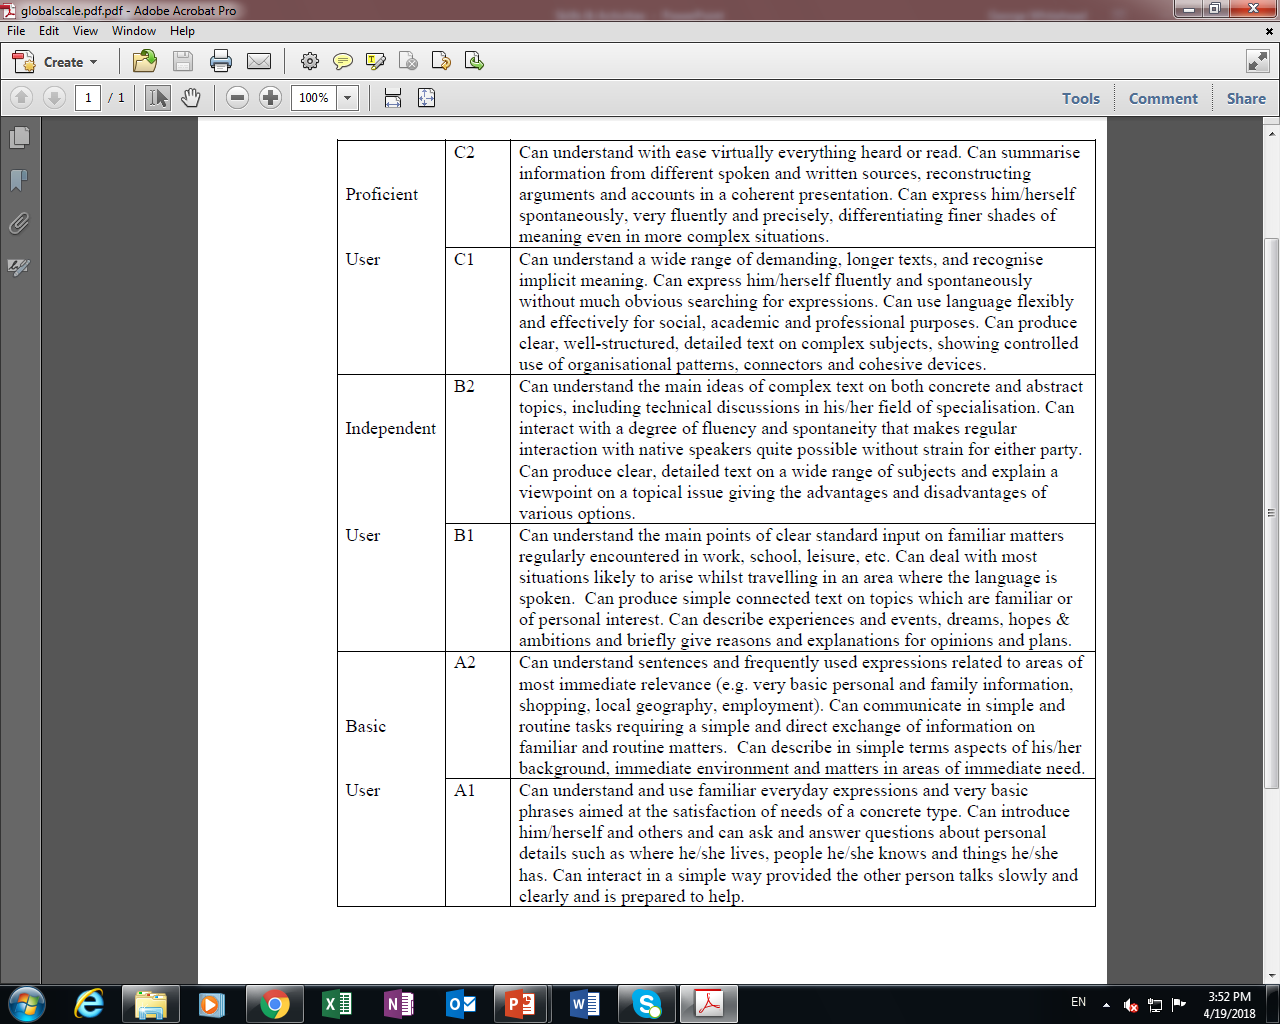 globalscale.pdf.pdf - Adobe Acrobat Pro
File Edit View Window Help
Create
1 / 1 100% Tools Comment Share
Proficient
User
C2
Can understand with ease virtually everything heard or read. Can summarise
information from different spoken and written sources, reconstructing
arguments and accounts in a coherent presentation. Can express him/herself
spontaneously, very fluently and precisely, differentiating finer shades of
meaning even in more complex situations.
C1
Can understand a wide range of demanding, longer texts, and recognise
implicit meaning. Can express him/herself fluently and spontaneously
without much obvious searching for expressions. Can use language flexibly
and effectively for social, academic and professional purposes. Can produce
clear, well-structured, detailed text on complex subjects, showing controlled
use of organisational patterns, connectors and cohesive devices.
Independent
User
B2
Can understand the main ideas of complex text on both concrete and abstract
topics, including technical discussions in his/her field of specialisation. Can
interact with a degree of fluency and spontaneity that makes regular
interaction with native speakers quite possible without strain for either party.
Can produce clear, detailed text on a wide range of subjects and explain a
viewpoint on a topical issue giving the advantages and disadvantages of
various options.
B1
Can understand the main points of clear standard input on familiar matters
regularly encountered in work, school, leisure, etc. Can deal with most
situations likely to arise whilst travelling in an area where the language is
spoken. Can produce simple connected text on topics which are familiar or
of personal interest. Can describe experiences and events, dreams, hopes &
ambitions and briefly give reasons and explanations for opinions and plans.
Basic
User
A2
Can understand sentences and frequently used expressions related to areas of
most immediate relevance (e.g. very basic personal and family information,
shopping, local geography, employment). Can communicate in simple and
routine tasks requiring a simple and direct exchange of information on
familiar and routine matters. Can describe in simple terms aspects of his/her
background, immediate environment and matters in areas of immediate need.
A1
Can understand and use familiar everyday expressions and very basic
phrases aimed at the satisfaction of needs of a concrete type. Can introduce
him/herself and others and can ask and answer questions about personal
details such as where he/she lives, people he/she knows and things he/she
has. Can interact in a simple way provided the other person talks slowly and
clearly and is prepared to help.
EN
3:52 PM
4/19/2018